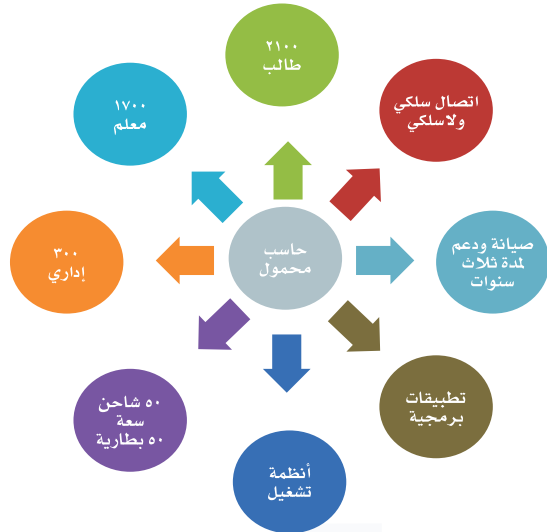 ٢١٠٠
طالب
اتصال سلكي
ولاسلكي
صيانة ودعم
لمدة ثلاث
سنوات
تطبيقات
برمجية
أنظمة
تشغيل
٥٠ شاحن
سعة
٥٠ بطارية
٣٠٠
إداري
١٧٠٠
معلم
حاسب
محمول